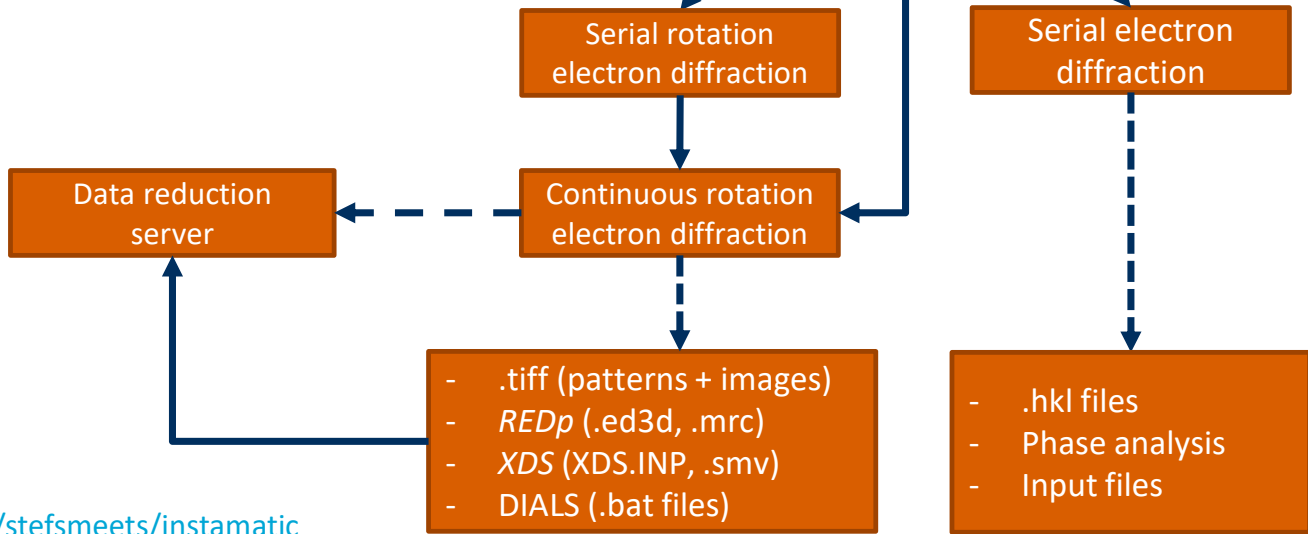 Serial rotation
electron diffraction
Serial electron
diffraction
Data reduction
server
Continuous rotation
electron diffraction
- .tiff (patterns + images)
- REDp (.ed3d, .mrc)
- XDS (XDS.INP, .smv)
- DIALS (.bat files)
- .hkl files
- Phase analysis
- Input files
/stefsmeets/instamatic